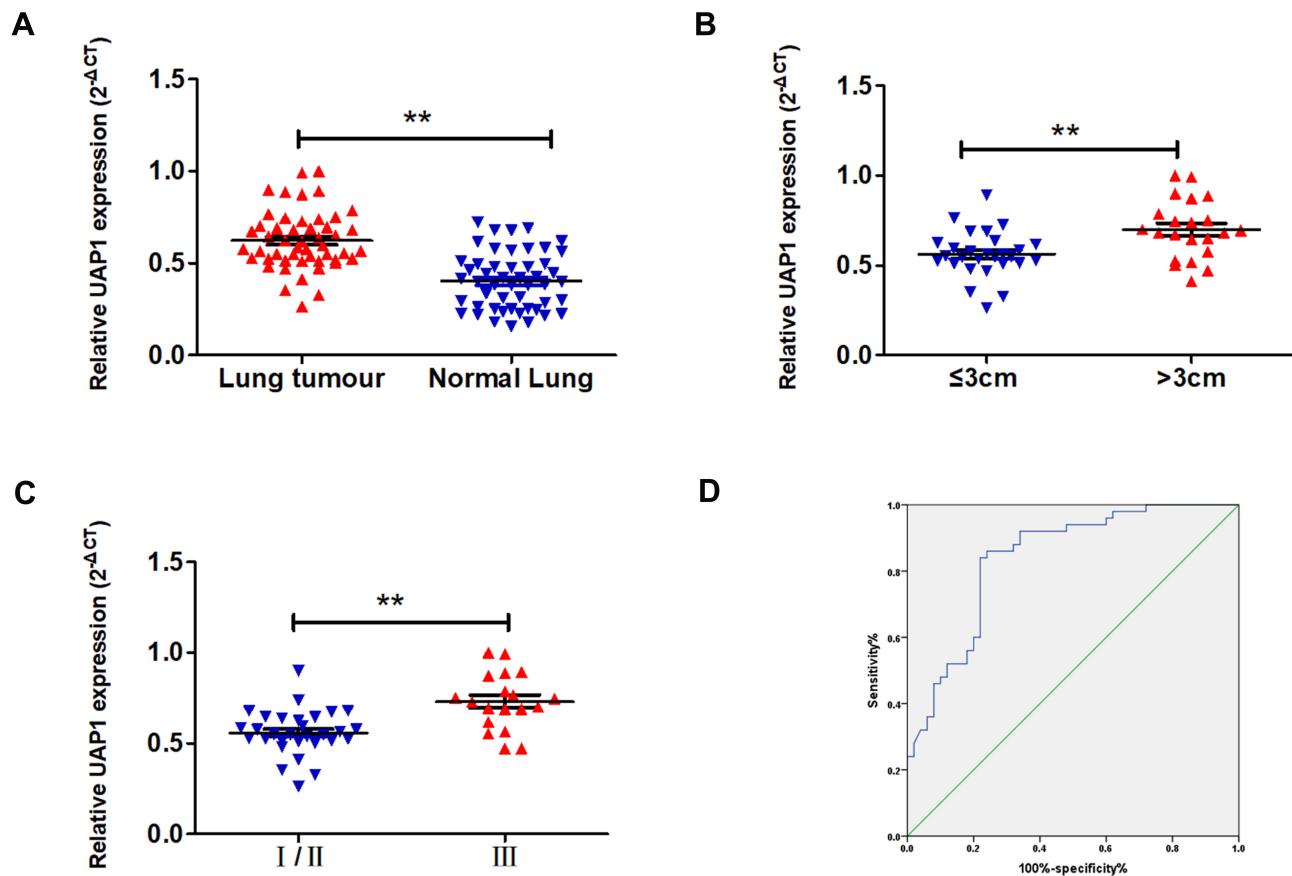 A
Relative UAP1 expression (2-ΔCT)
1.5
1.0
0.5
0.0
**
Lung tumour
Normal Lung
B
Relative UAP1 expression (2-ΔCT)
1.5
1.0
0.5
0.0
**
≤3cm
>3cm
C
Relative UAP1 expression (2-ΔCT)
1.5
1.0
0.5
0.0
**
I / II
III
D
Sensitivity%
1.0
0.8
0.6
0.4
0.2
0.0
0.0 0.2 0.4 0.6 0.8 1.0
100%-specificity%